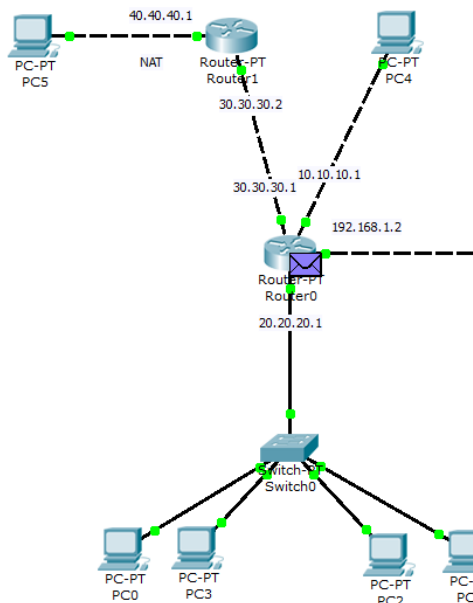 40.40.40.1
PC-PT
PC5
NAT
Router-PT
Router1
PC-PT
PC4
30.30.30.2
10.10.10.1
30.30.30.1
192.168.1.2
Router-PT
Router0
20.20.20.1
Switch-PT
Switch0
PC-PT
PC0
PC-PT
PC3
PC-PT
PC2